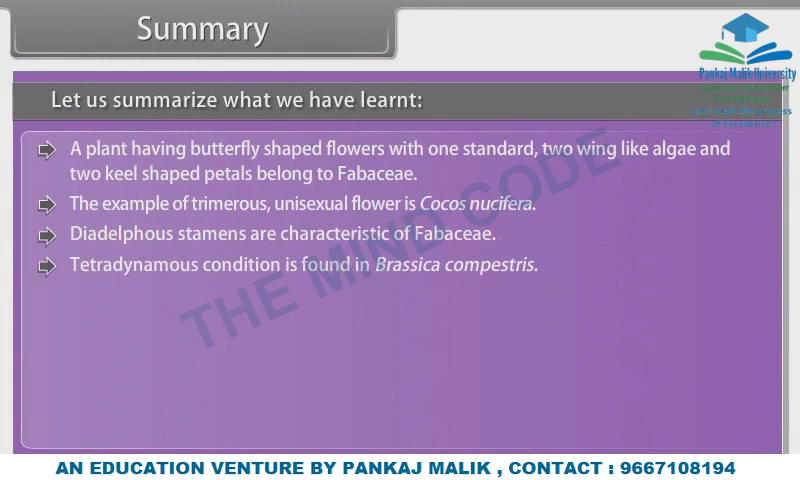 Summary
Pankaj Malik University
of excellence.
Let us summarize what we have learnt:
A plant having butterfly shaped flowers with one standard, two wing like algae and
two keel shaped petals belong to Fabaceae.
The example of trimerous, unisexual flower is Cocos nucifera.
Diadelphous stamens are characteristic of Fabaceae.
Tetradynamous condition is found in Brassica compestris.
THE MIND CODE
AN EDUCATION VENTURE BY PANKAJ MALIK , CONTACT : 9667108194